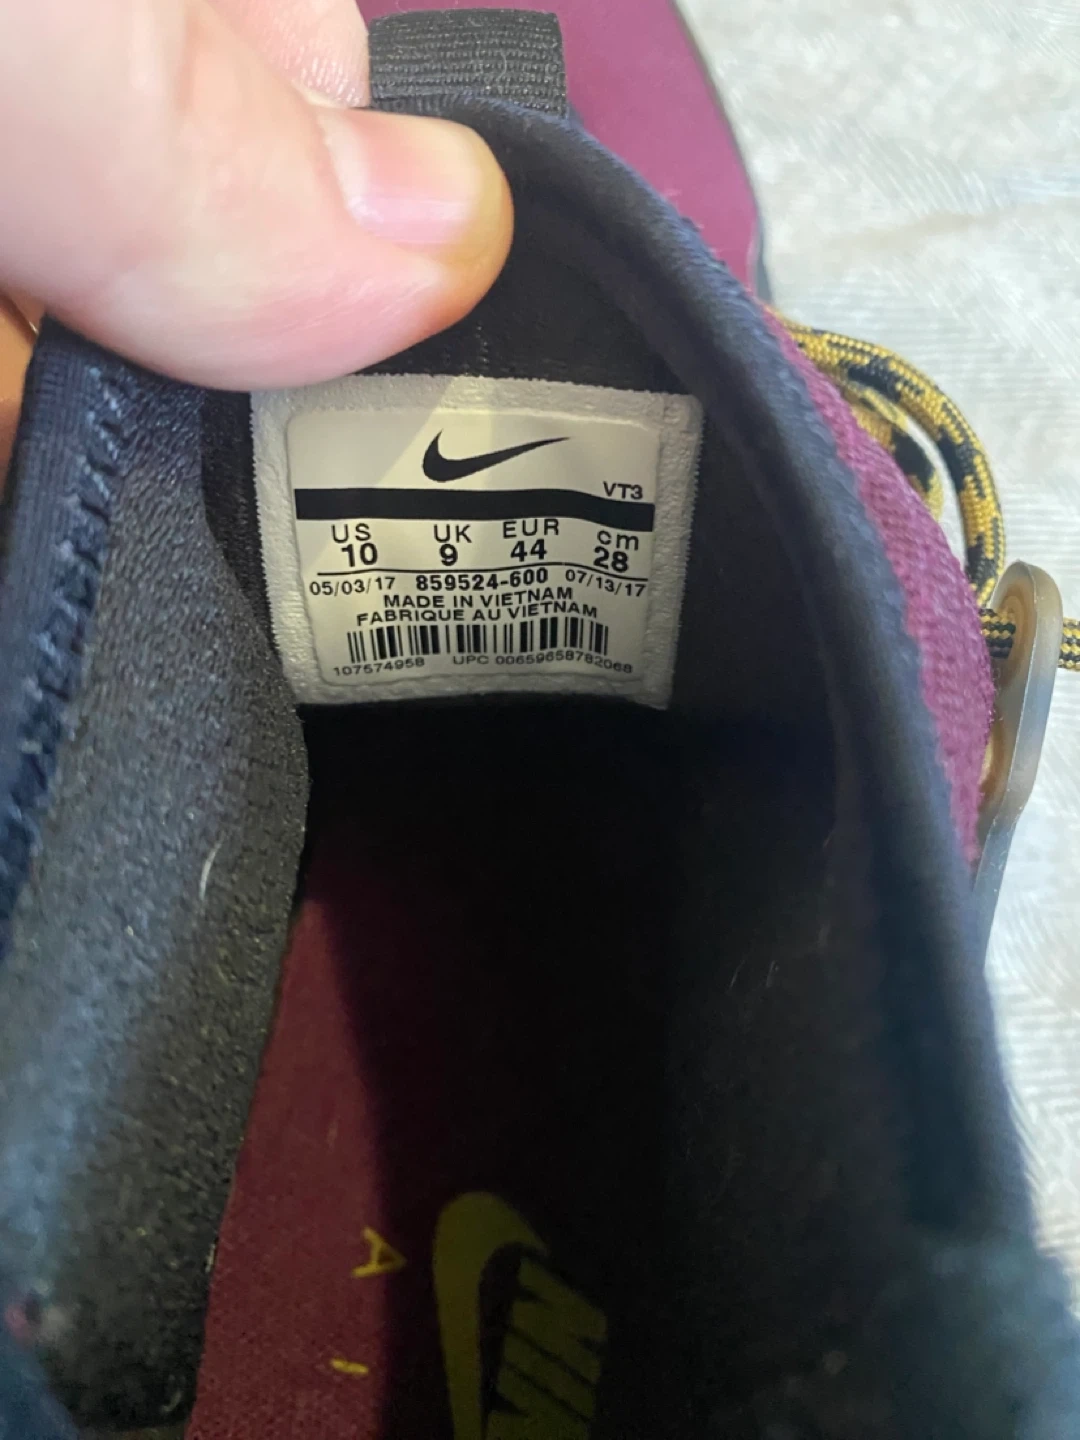 VT3
US UK EUR cm
10 9 44 28
05/03/17 859524-600 07/13/17
MADE IN VIETNAM
FABRIQUE AU VIETNAM
107574958 UPC 00659658782068
A I